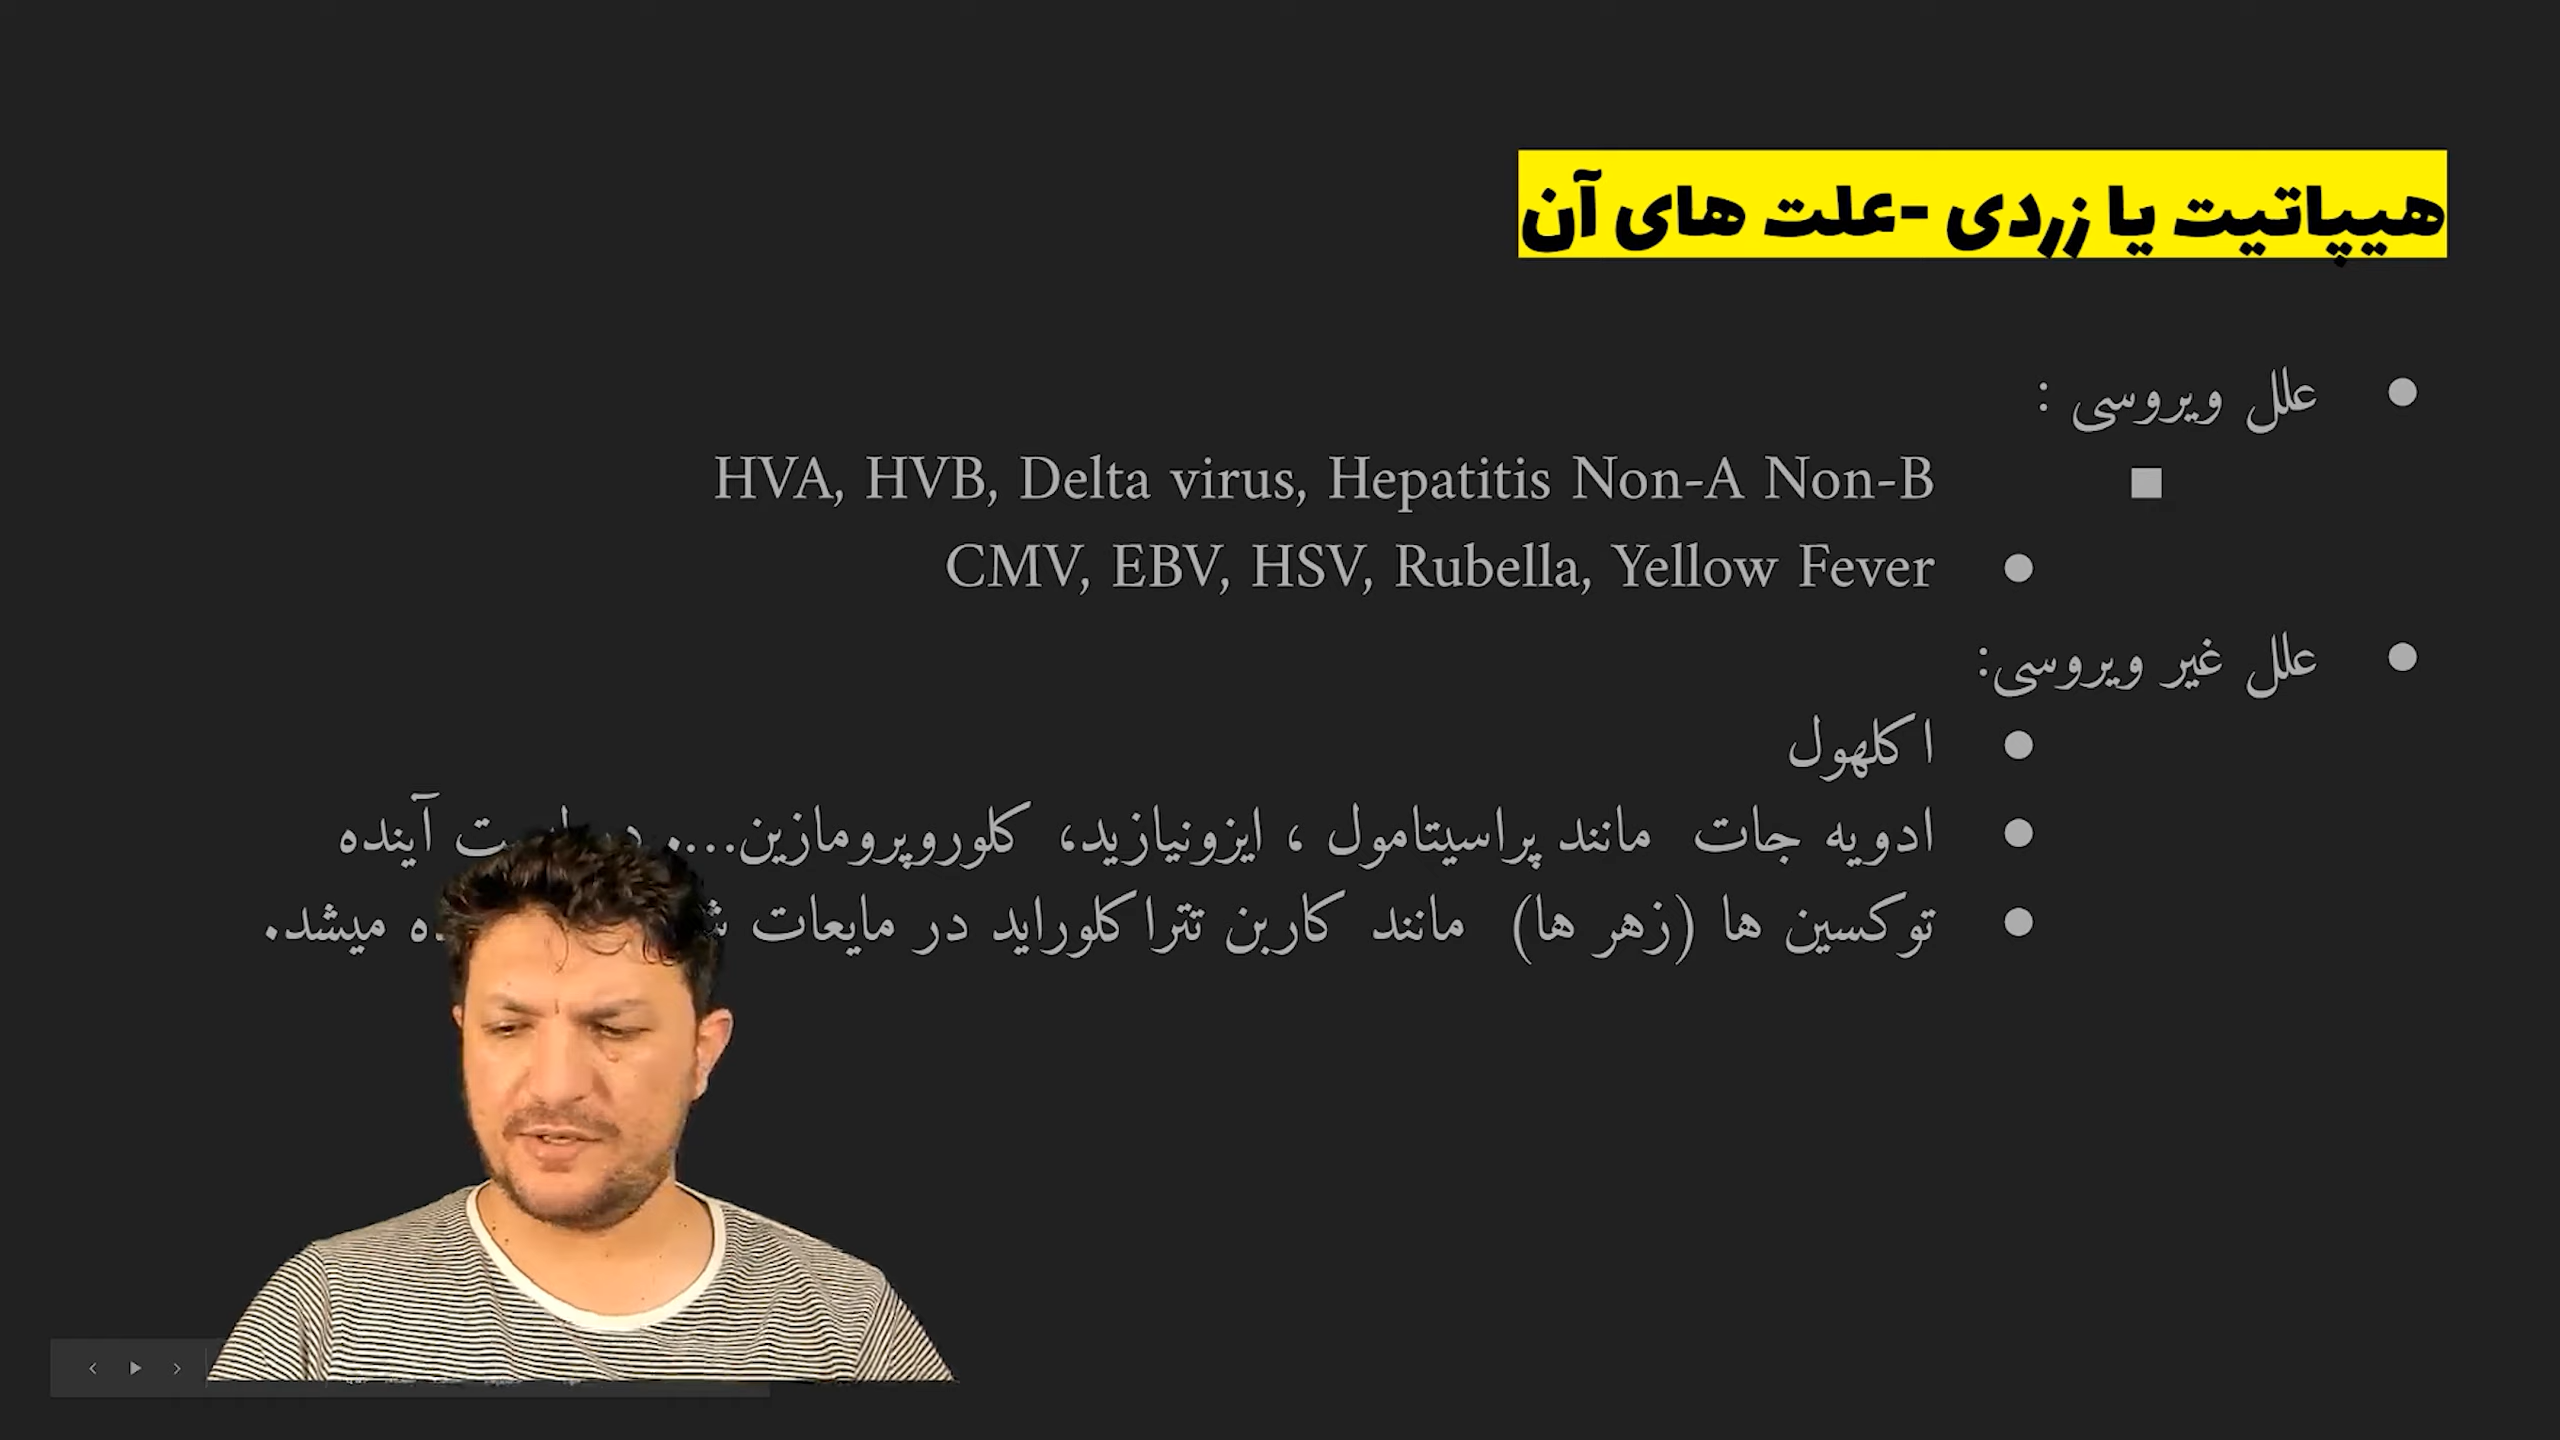 هیپاتیت یا زردی -علت های آن
علل ویروسی :
HVA, HVB, Delta virus, Hepatitis Non-A Non-B
CMV, EBV, HSV, Rubella, Yellow Fever
علل غیر ویروسی:
اکلهول
ادویه جات مانند پراسیتامول ، ایزونیازید، کلوروپرومازین.... آینده
توکسین ها (زهر ها) مانند کاربن تتراکلوراید در مایعات میشد.